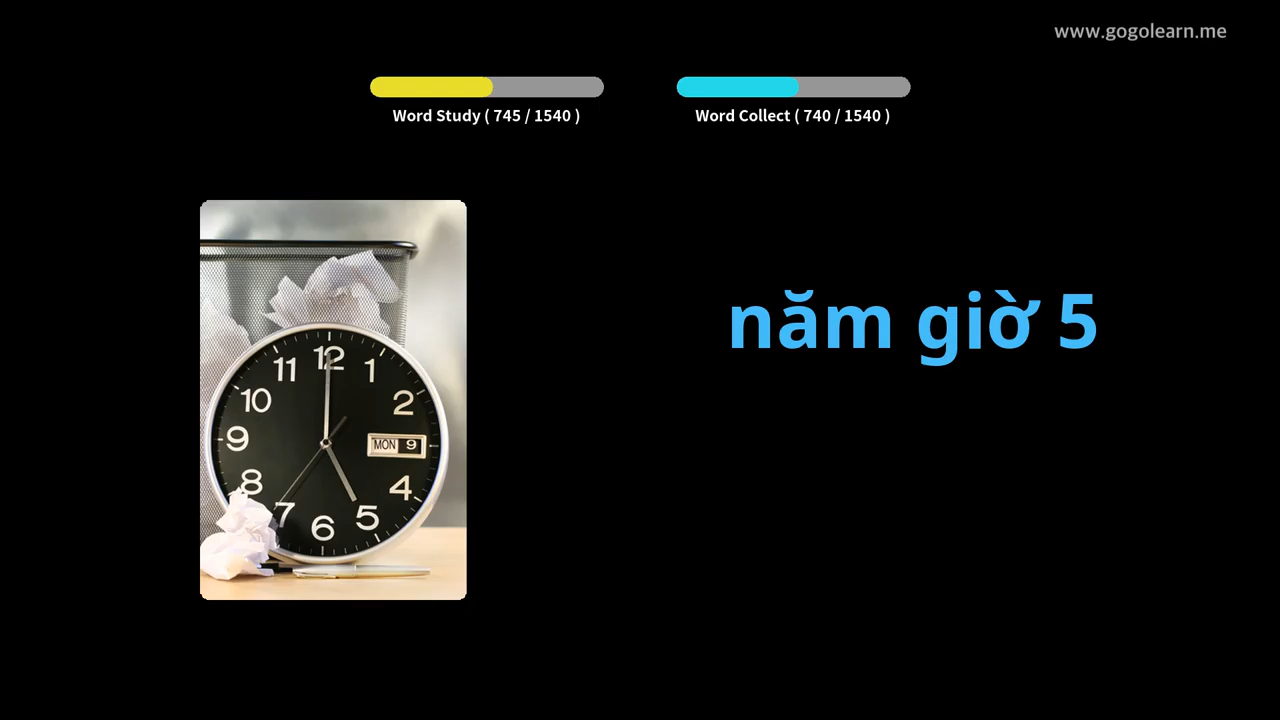 www.gogolearn.me
Word Study ( 745 / 1540 )
Word Collect ( 740 / 1540 )
năm giờ 5
12
11
1
10
2
9
MON 9
8
4
7
5
6